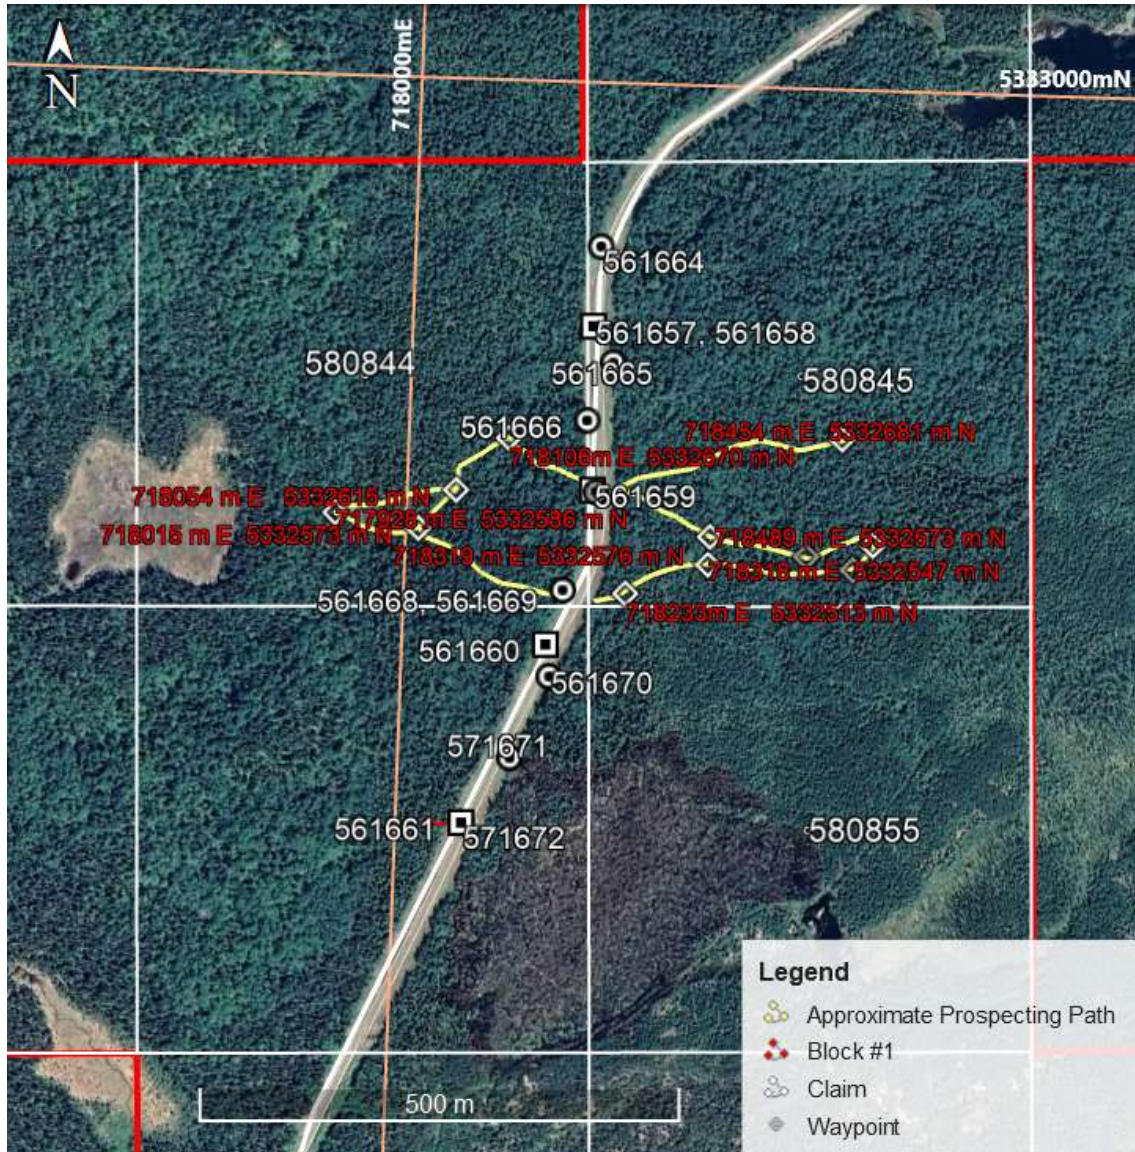 N
718000mE
5333000mN
561664
561657, 561658
580844
561665
580845
561666
718454 m E 5332681 m N
718108m E 5332670 m N
718054 m E 5332615 m N
561659
717928 m E 5332586 m N
718015 m E 5332573 m N
718489 m E 5332573 m N
718319 m E 5332576 m N
718318 m E 5332547 m N
561668, 561669
718233m E 5332513 m N
561660
561670
571671
561661
571672
580855
Legend
Approximate Prospecting Path
Block #1
Claim
Waypoint
500 m